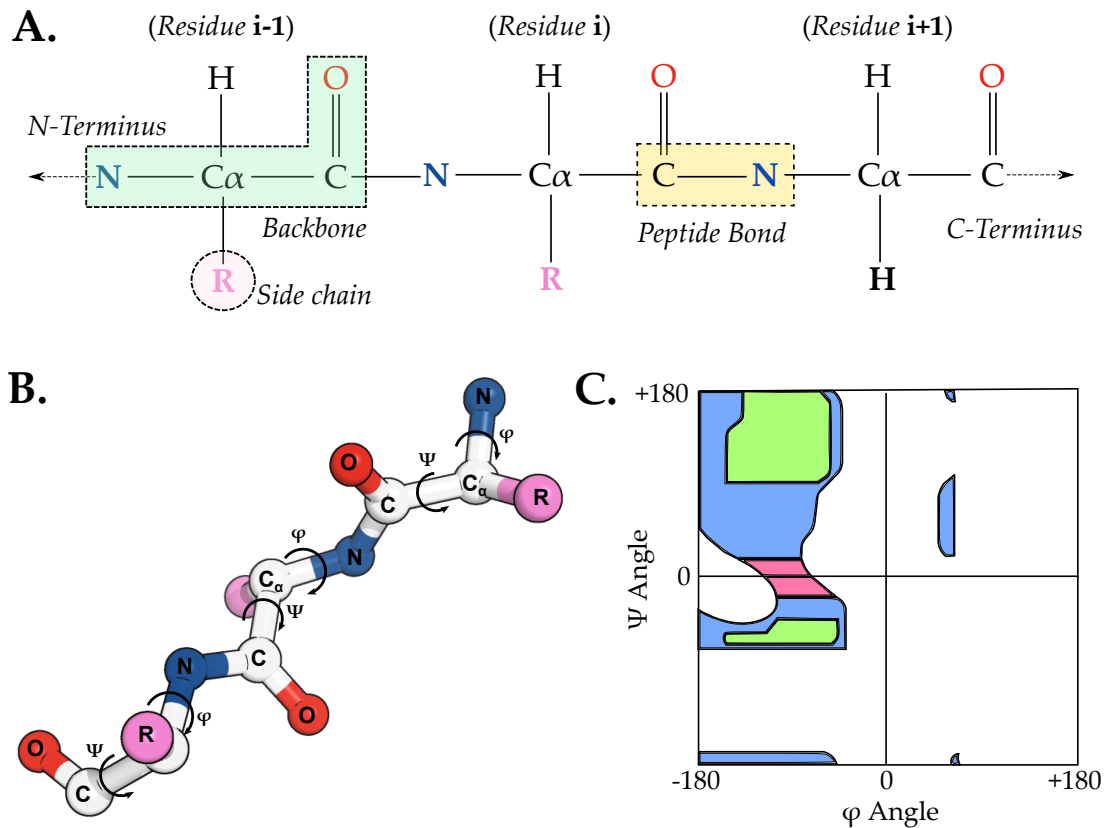 A.
(Residue i-1) (Residue i) (Residue i+1)
H O H O H O
N-Terminus
N Cα C N Cα C N Cα C
Backbone Peptide Bond C-Terminus
R Side chain R H
B.
N
φ
Ψ
O
Cα
R
C
φ
N
Cα
Ψ
N
C
φ
O
R
O
Ψ
C
C.
+180
0
Ψ Angle
-180 0 +180
φ Angle